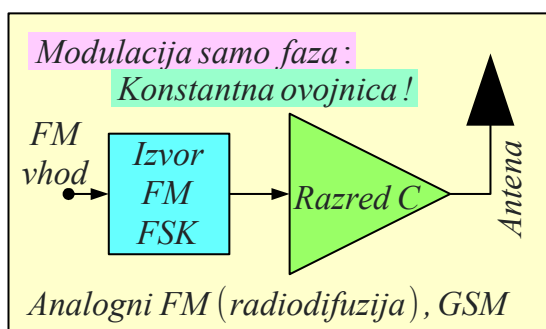 Modulacija samo faza :
Konstantna ovojnica !
FM
vhod
Izvor
FM
FSK
Razred C
Antena
Analogni FM (radiodifuzija) , GSM